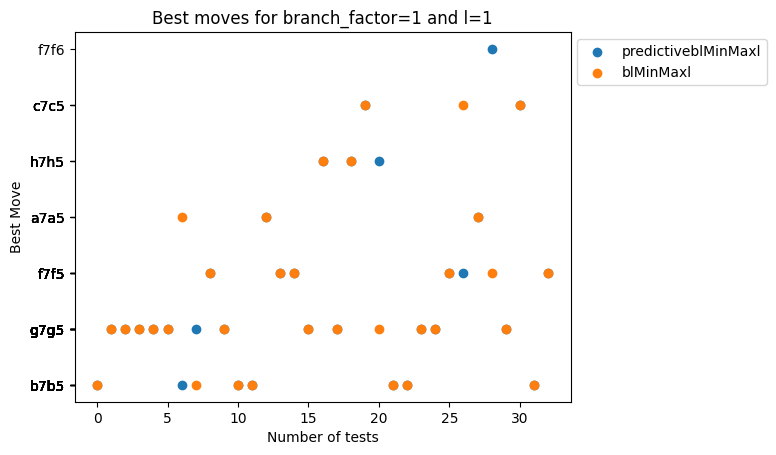 Best moves for branch_factor=1 and l=1
predictiveblMinMaxl
blMinMaxl
Best Move
f7f6
c7c5
h7h5
a7a5
f7f5
g7g5
b7b5
0 5 10 15 20 25 30
Number of tests